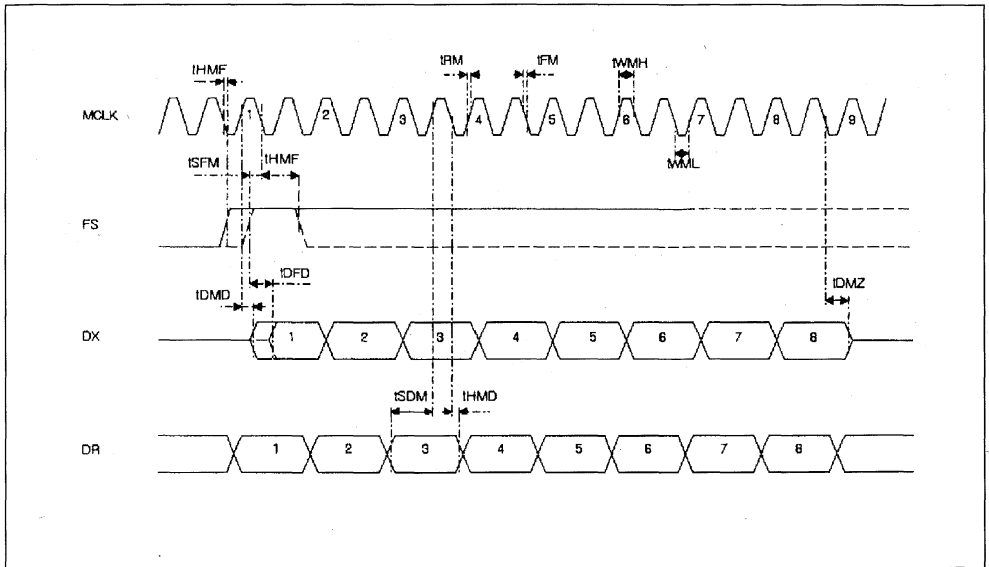 tRM tFM tWMH
tHMF
MCLK 1 2 3 4 5 6 7 8 9
tSFM tHMF
tWML
FS
tDFD
tDMD tDMZ
DX 1 2 3 4 5 6 7 8
tSDM tHMD
DR 1 2 3 4 5 6 7 8